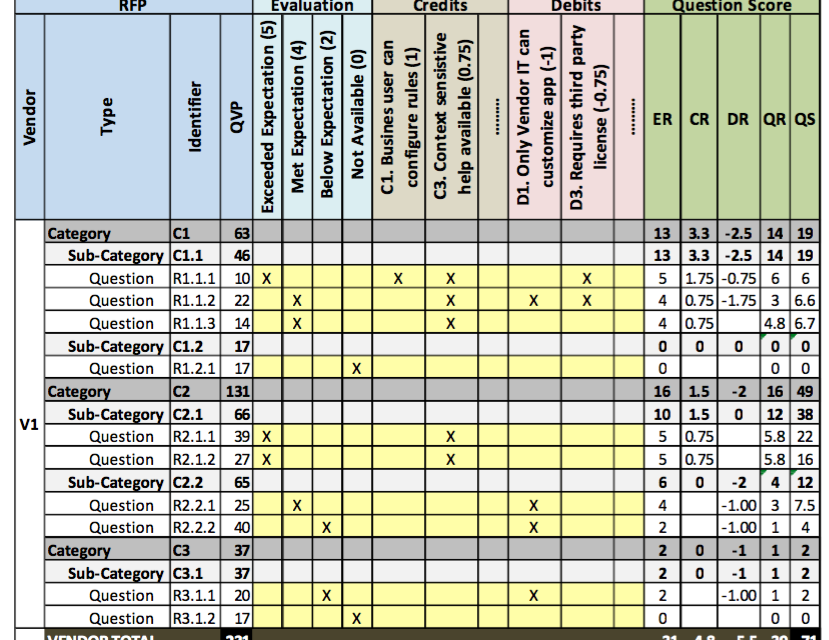 RFP Evaluation Credits Debits Question Score
Vendor Type Identifier QVP Exceeded Expectation (5) Met Expectation (4) Below Expectation (2) Not Available (0) C1. Busines user can configure rules (1) C3. Context sensistive help available (0.75) .......... D1. Only Vendor IT can customize app (-1) D3. Requires third party license (-0.75) .......... ER CR DR QR QS
Category C1 63 13 3.3 -2.5 14 19
Sub-Category C1.1 46 13 3.3 -2.5 14 19
Question R1.1.1 10 X X X X 5 1.75 -0.75 6 6
Question R1.1.2 22 X X X X 4 0.75 -1.75 3 6.6
Question R1.1.3 14 X X 4 0.75 4.8 6.7
Sub-Category C1.2 17 0 0 0 0 0
Question R1.2.1 17 X 0 0 0
Category C2 131 16 1.5 -2 16 49
V1 Sub-Category C2.1 66 10 1.5 0 12 38
Question R2.1.1 39 X X 5 0.75 5.8 22
Question R2.1.2 27 X X 5 0.75 5.8 16
Sub-Category C2.2 65 6 0 -2 4 12
Question R2.2.1 25 X X 4 -1.00 3 7.5
Question R2.2.2 40 X X 2 -1.00 1 4
Category C3 37 2 0 -1 1 2
Sub-Category C3.1 37 2 0 -1 1 2
Question R3.1.1 20 X X 2 -1.00 1 2
Question R3.1.2 17 X 0 0 0
VENDOR TOTAL 231 31 4.8 -5.5 30 71